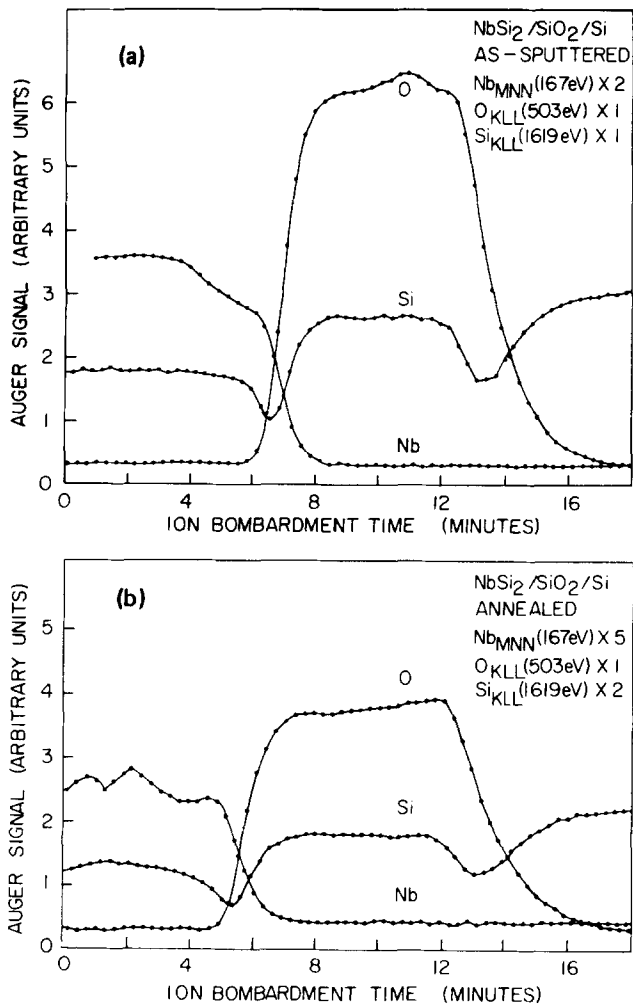 (a)
NbSi2/SiO2/Si
AS-SPUTTERED
NbMNN(167eV) X 2
OKLL(503eV) X 1
SiKLL(1619eV) X 1
O
Si
Nb
AUGER SIGNAL (ARBITRARY UNITS)
6
5
4
3
2
1
0
0 4 8 12 16
ION BOMBARDMENT TIME (MINUTES)
(b)
NbSi2/SiO2/Si
ANNEALED
NbMNN(167eV) X 5
OKLL(503eV) X 1
SiKLL(1619eV) X 2
O
Si
Nb
AUGER SIGNAL (ARBITRARY UNITS)
5
4
3
2
1
0
0 4 8 12 16
ION BOMBARDMENT TIME (MINUTES)